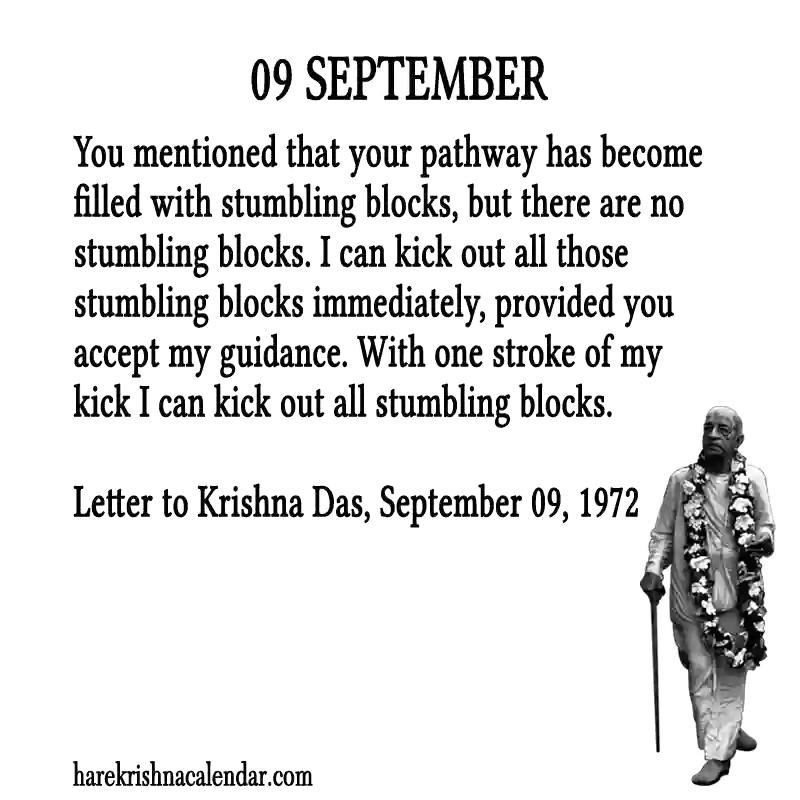 09 SEPTEMBER
You mentioned that your pathway has become
filled with stumbling blocks, but there are no
stumbling blocks. I can kick out all those
stumbling blocks immediately, provided you
accept my guidance. With one stroke of my
kick I can kick out all stumbling blocks.
Letter to Krishna Das, September 09, 1972
harekrishnacalendar.com